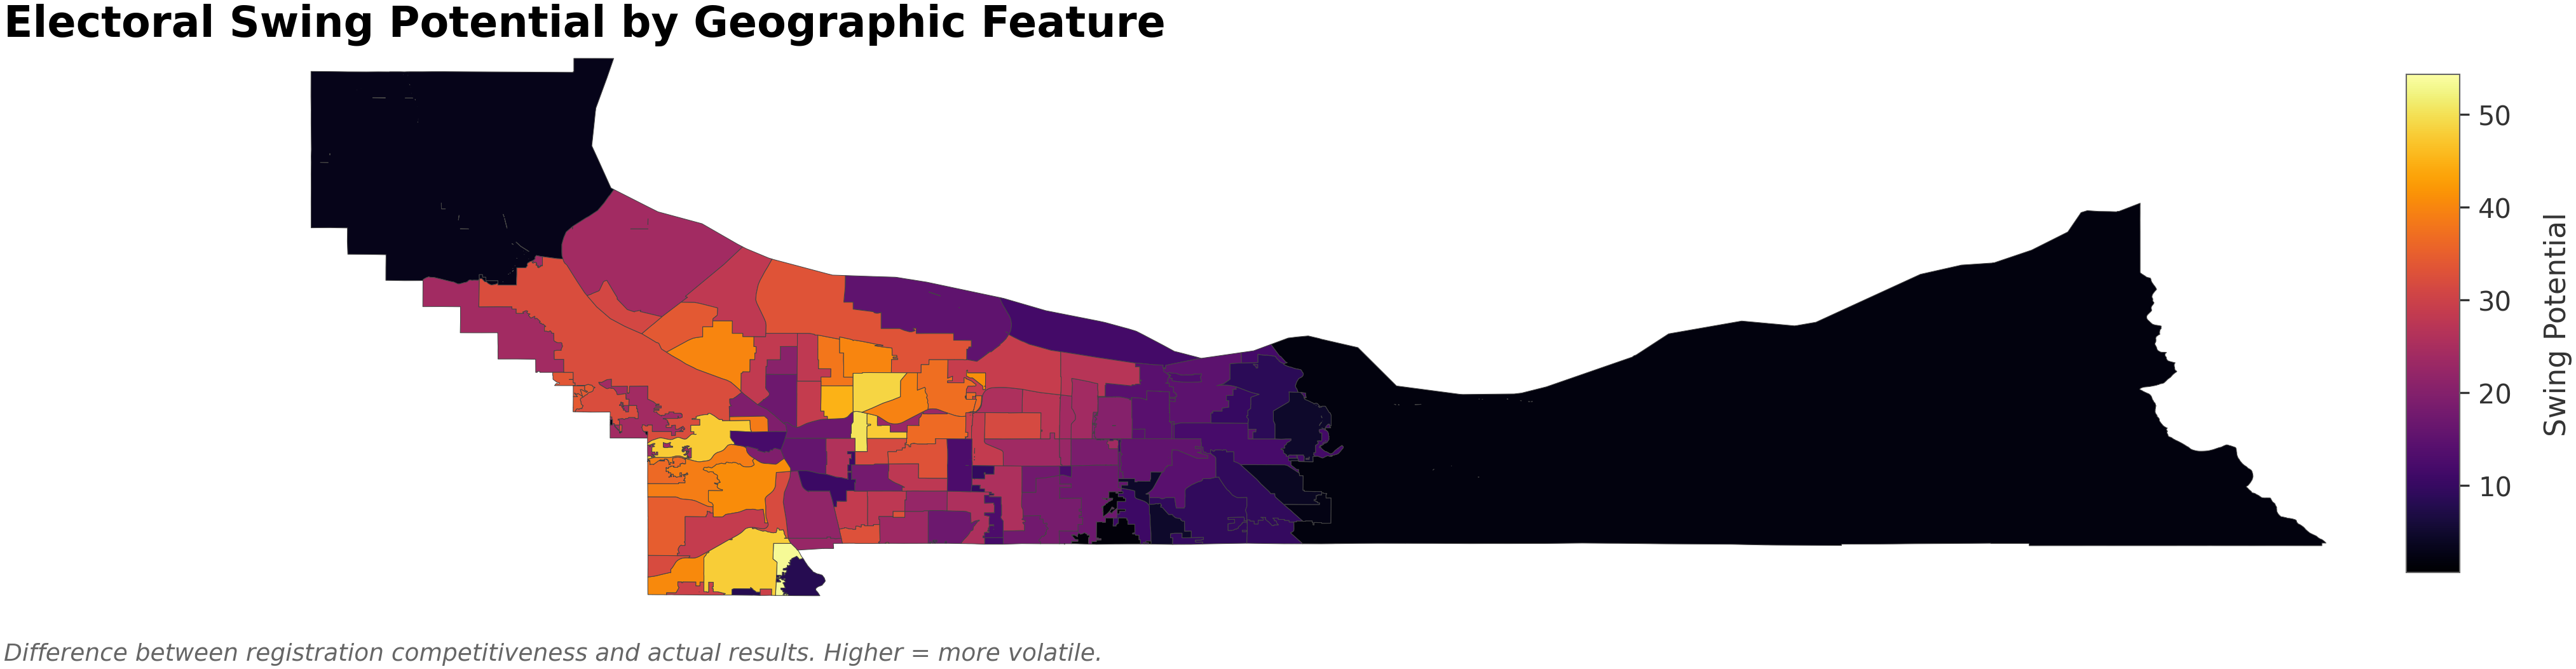 Electoral Swing Potential by Geographic Feature
50
40
30
20
10
Swing Potential
Difference between registration competitiveness and actual results. Higher = more volatile.